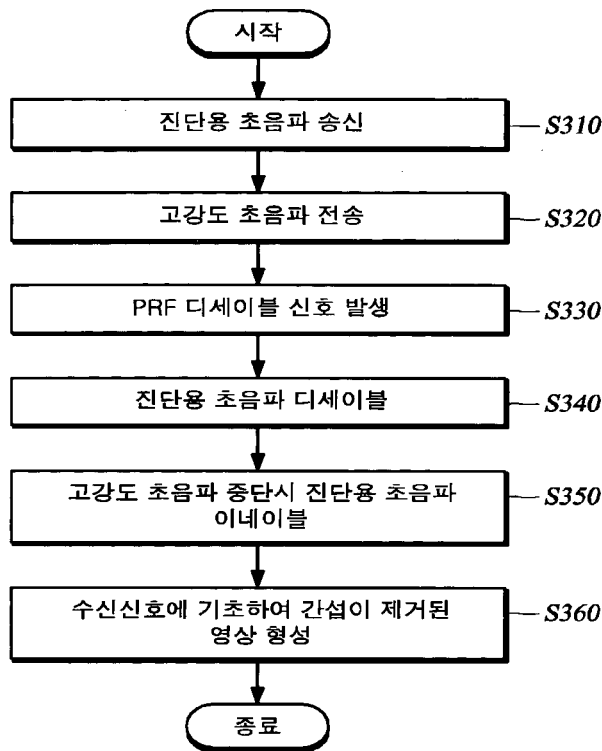 시작
진단용 초음파 송신
S310
고강도 초음파 전송
S320
PRF 디세이블 신호 발생
S330
진단용 초음파 디세이블
S340
고강도 초음파 중단시 진단용 초음파
이네이블
S350
수신신호에 기초하여 간섭이 제거된
영상 형성
S360
종료